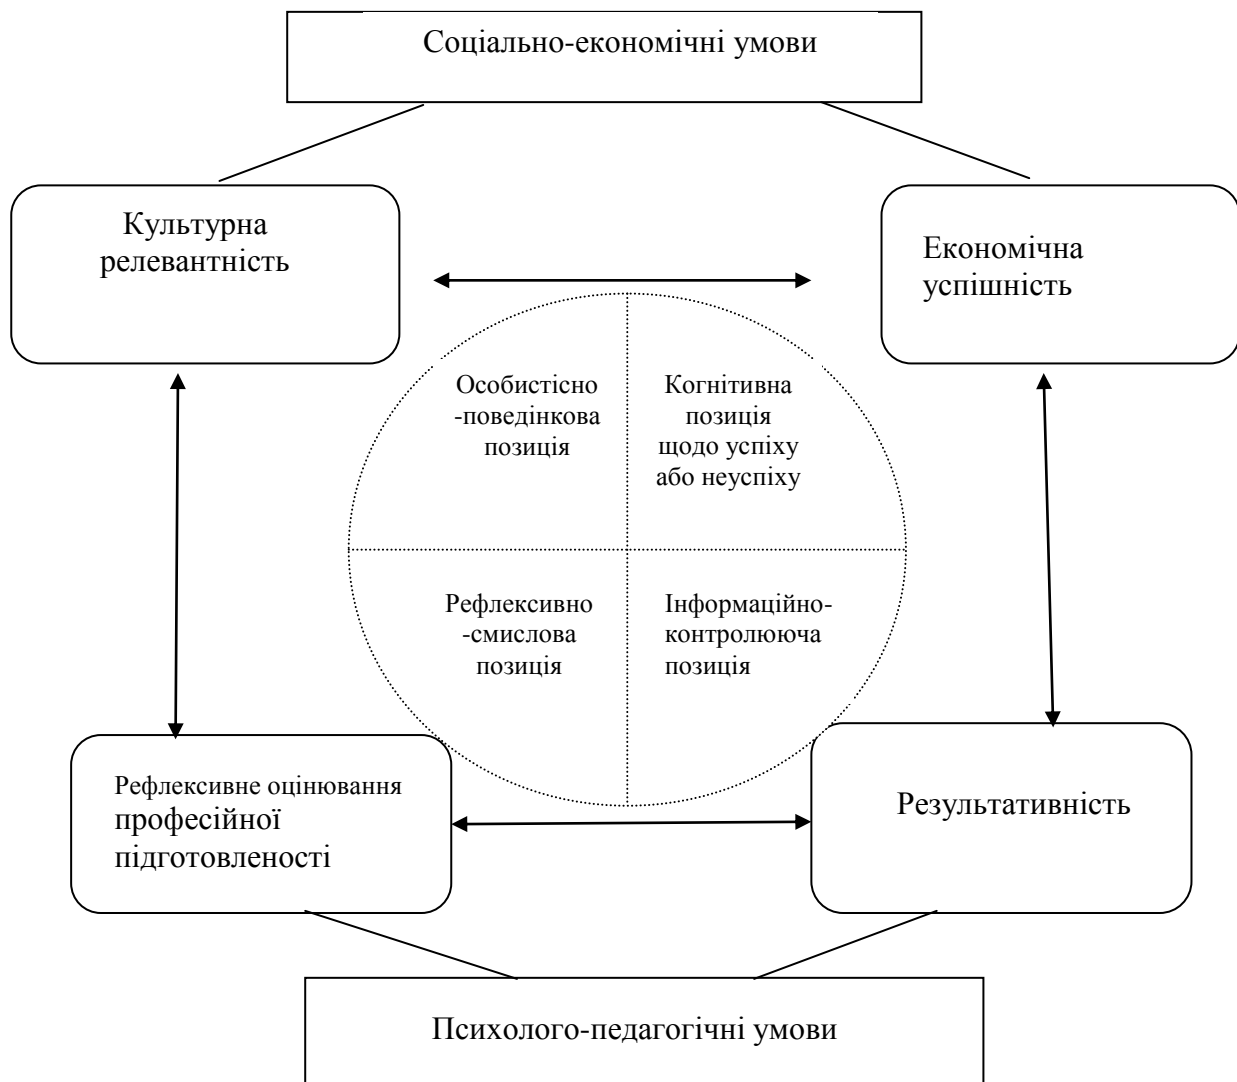 Соціально-економічні умови
Культурна
релевантність
Економічна
успішність
Особистісно
-поведінкова
позиція
Когнітивна
позиція
щодо успіху
або неуспіху
Рефлексивно
-смислова
позиція
Інформаційно-
контролююча
позиція
Рефлексивне оцінювання
професійної
підготовленості
Результативність
Психолого-педагогічні умови